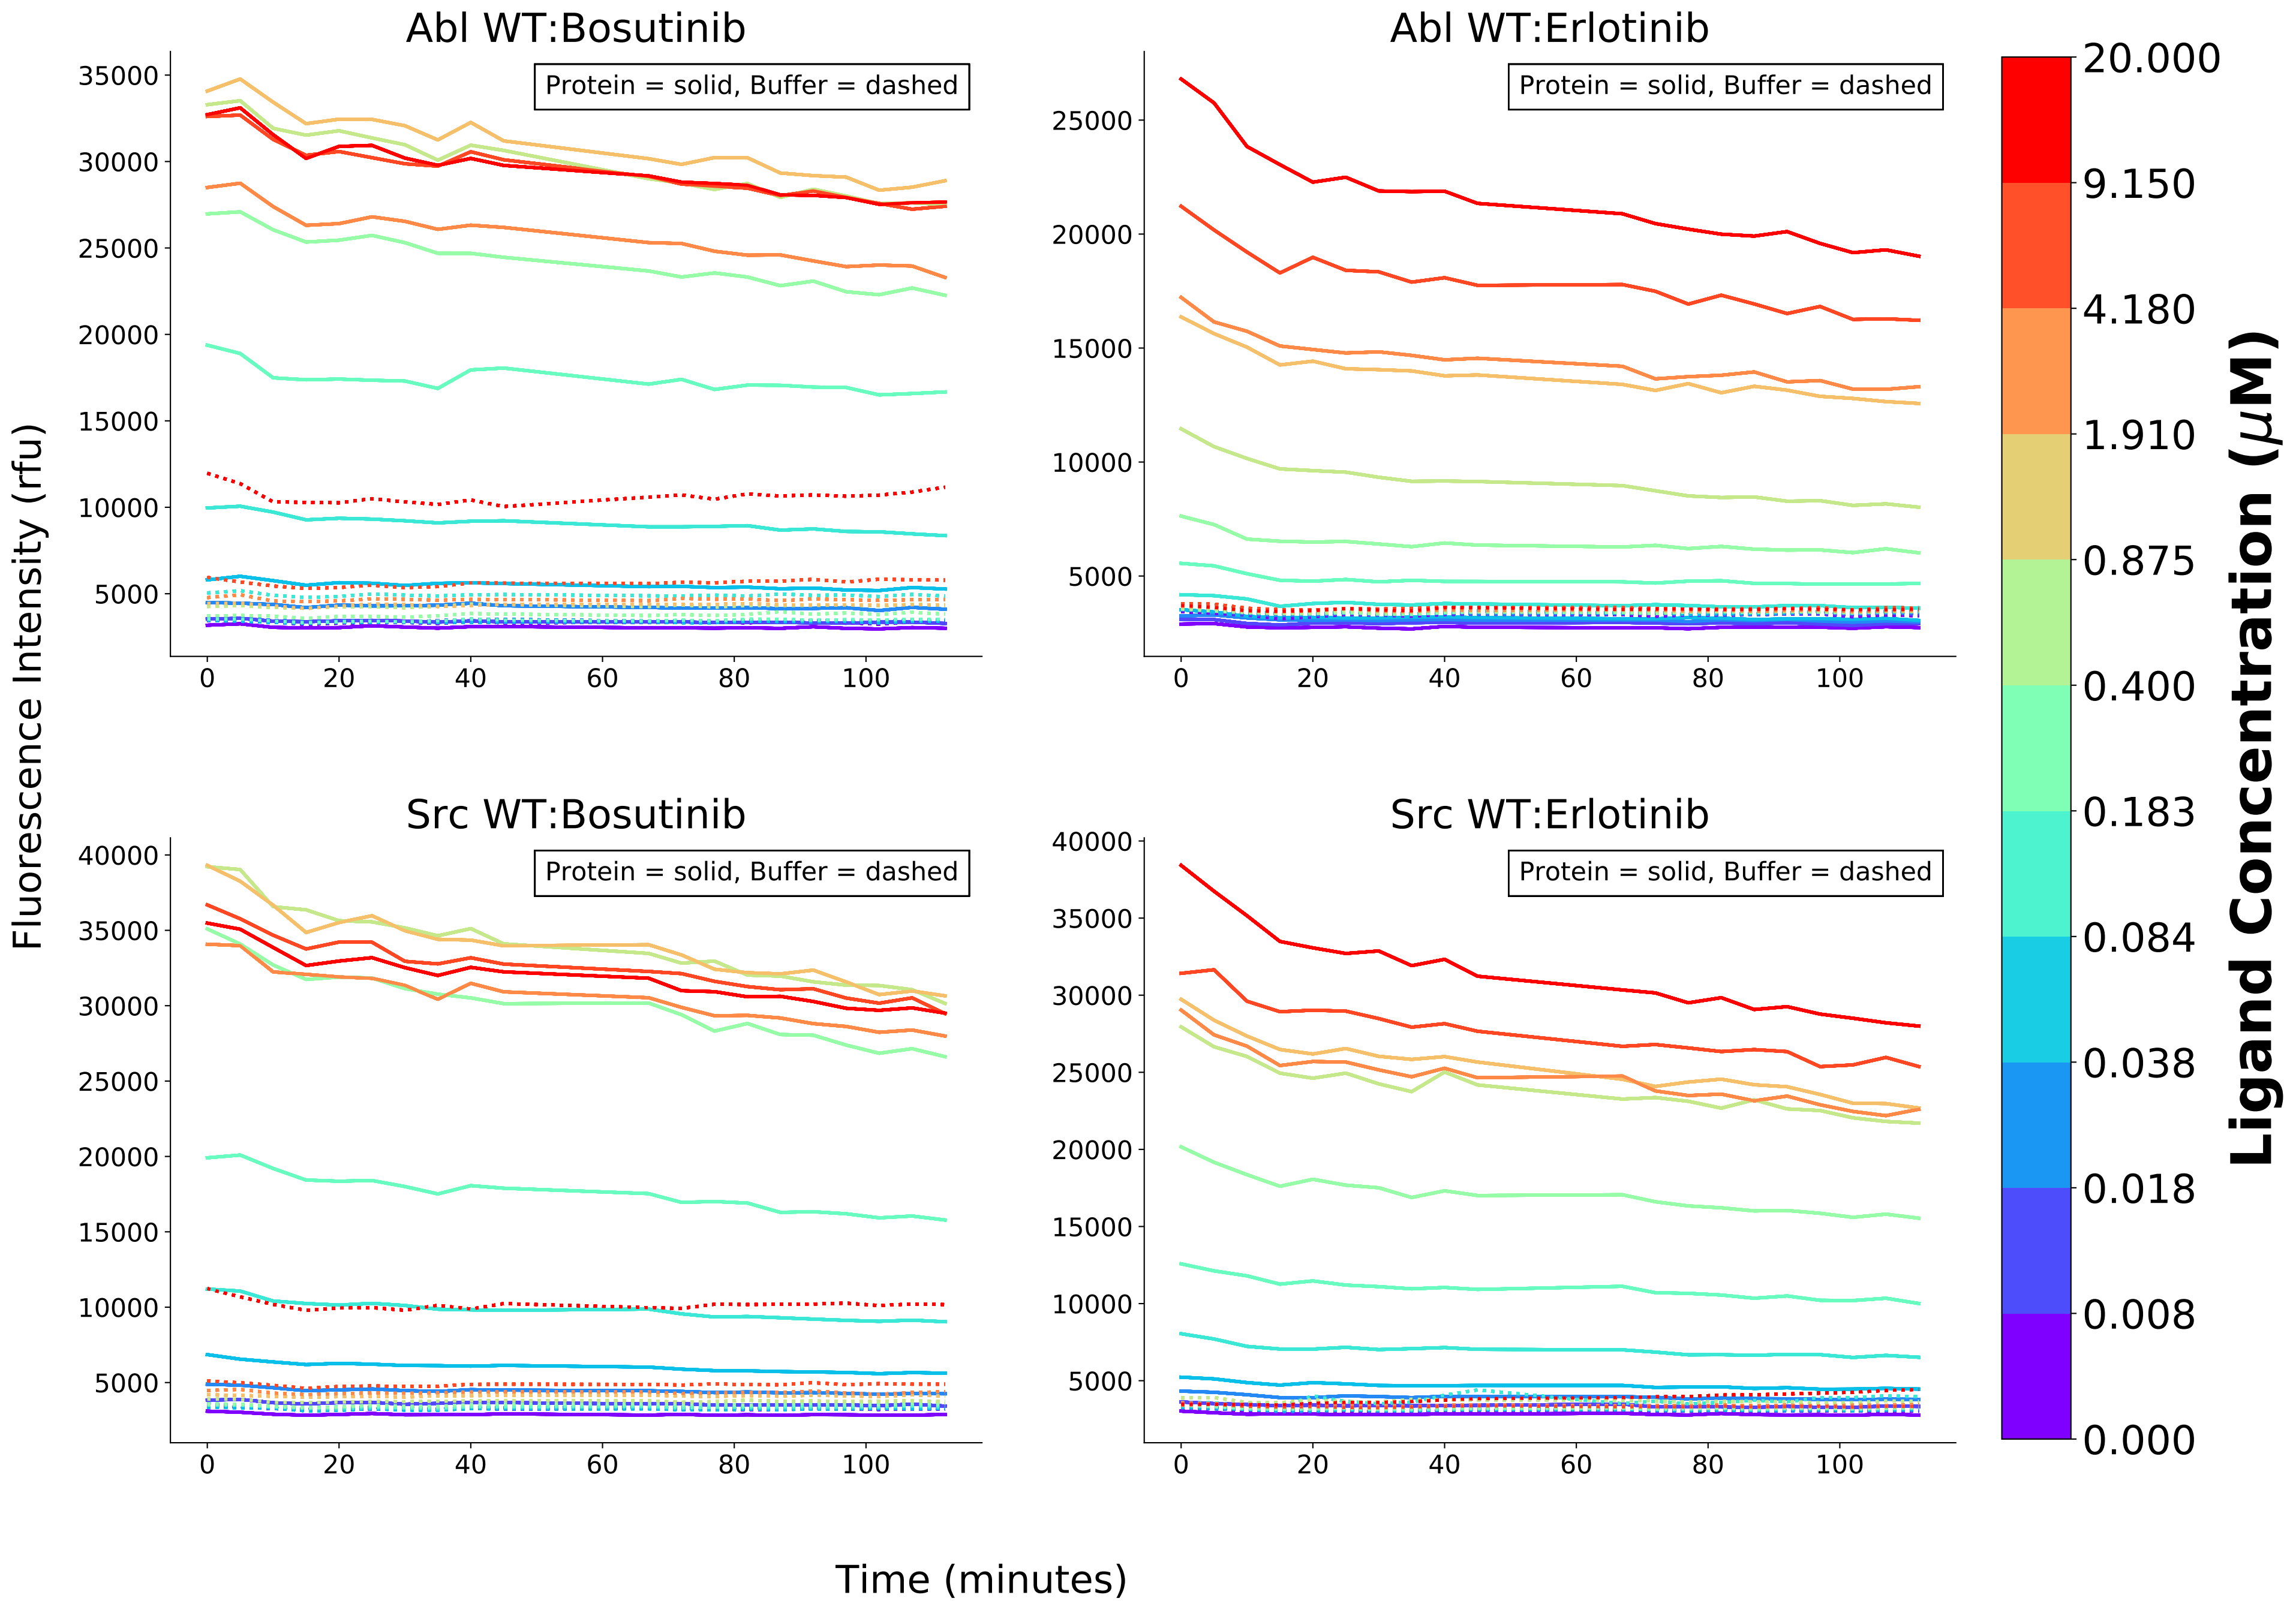 Abl WT:Bosutinib
Protein = solid, Buffer = dashed
35000
30000
25000
20000
15000
10000
5000
0 20 40 60 80 100
Abl WT:Erlotinib
Protein = solid, Buffer = dashed
25000
20000
15000
10000
5000
0 20 40 60 80 100
Fluorescence Intensity (rfu)
Src WT:Bosutinib
Protein = solid, Buffer = dashed
40000
35000
30000
25000
20000
15000
10000
5000
0 20 40 60 80 100
Src WT:Erlotinib
Protein = solid, Buffer = dashed
40000
35000
30000
25000
20000
15000
10000
5000
0 20 40 60 80 100
Time (minutes)
20.000
9.150
4.180
1.910
0.875
0.400
0.183
0.084
0.038
0.018
0.008
0.000
Ligand Concentration (μM)